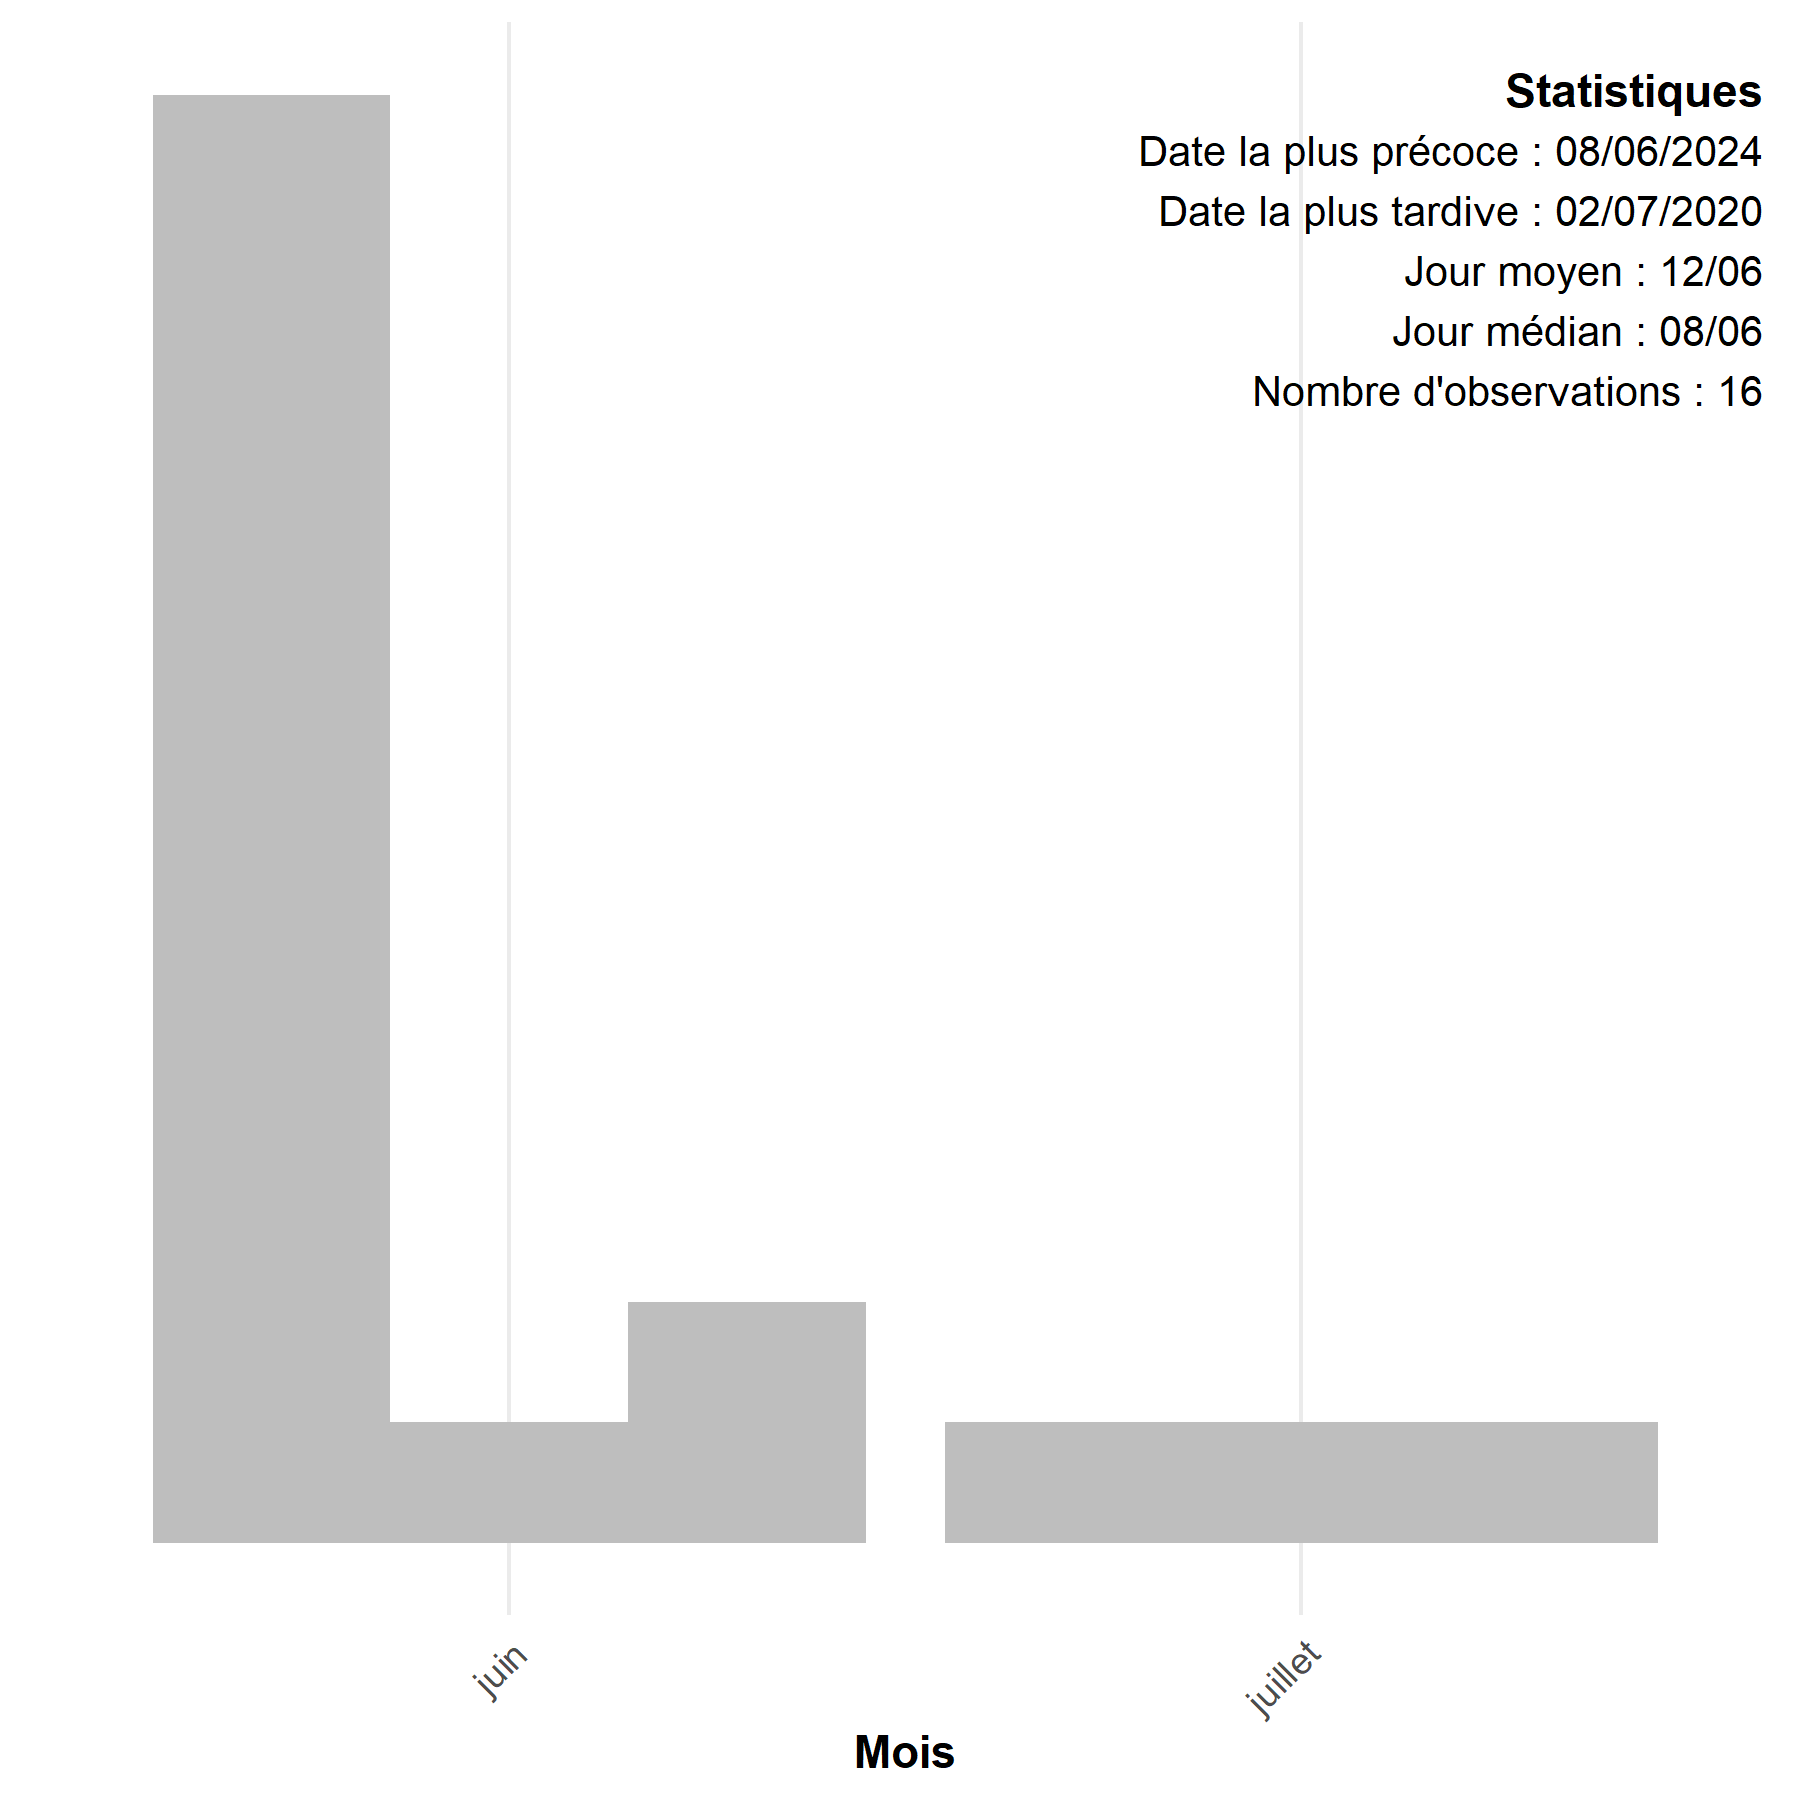 Statistiques
Date la plus précoce : 08/06/2024
Date la plus tardive : 02/07/2020
Jour moyen : 12/06
Jour médian : 08/06
Nombre d'observations : 16
juin
juillet
Mois